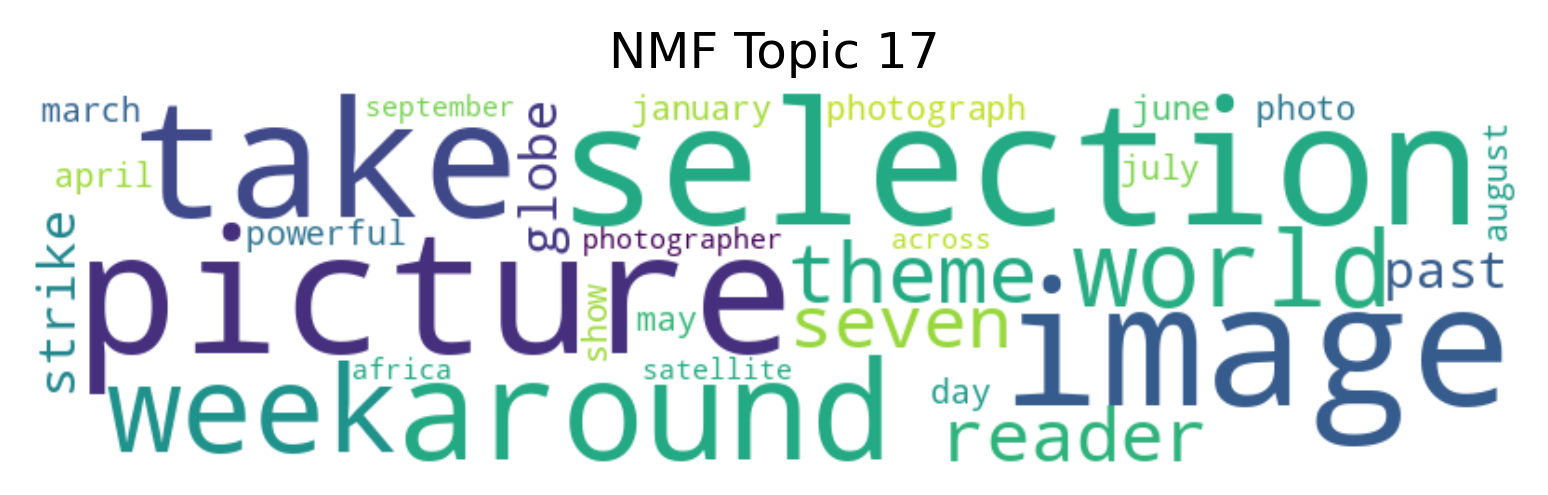 NMF Topic 17
march
take
september
globe
selection
january
photograph
june
photo
july
august
april
strike
powerful
picture
photographer
across
theme
world
past
show
may
seven
image
week
africa
around
satellite
day
reader